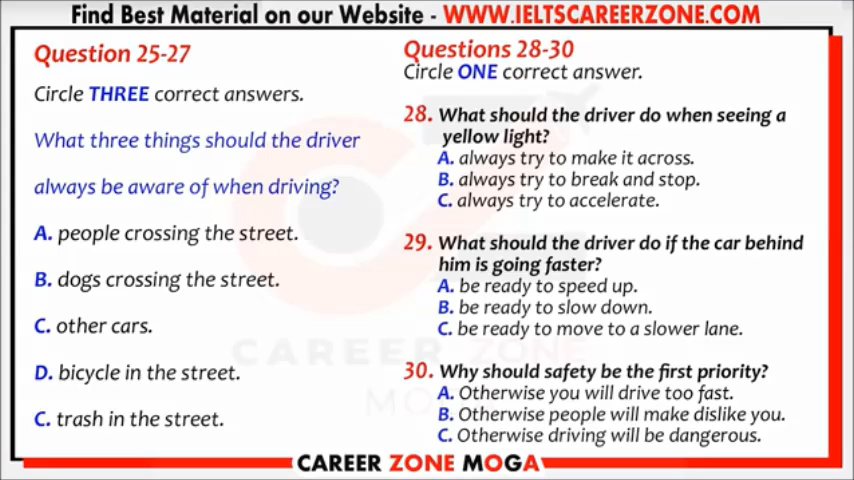 Find Best Material on our Website - WWW.IELTSCAREERZONE.COM
Question 25-27
Circle THREE correct answers.
What three things should the driver
always be aware of when driving?
A. people crossing the street.
B. dogs crossing the street.
C. other cars.
D. bicycle in the street.
C. trash in the street.
Questions 28-30
Circle ONE correct answer.
28. What should the driver do when seeing a
yellow light?
A. always try to make it across.
B. always try to break and stop.
C. always try to accelerate.
29. What should the driver do if the car behind
him is going faster?
A. be ready to speed up.
B. be ready to slow down.
C. be ready to move to a slower lane.
30. Why should safety be the first priority?
A. Otherwise you will drive too fast.
B. Otherwise people will make dislike you.
C. Otherwise driving will be dangerous.
CAREER ZONE
MOGA
CAREER ZONE MOGA